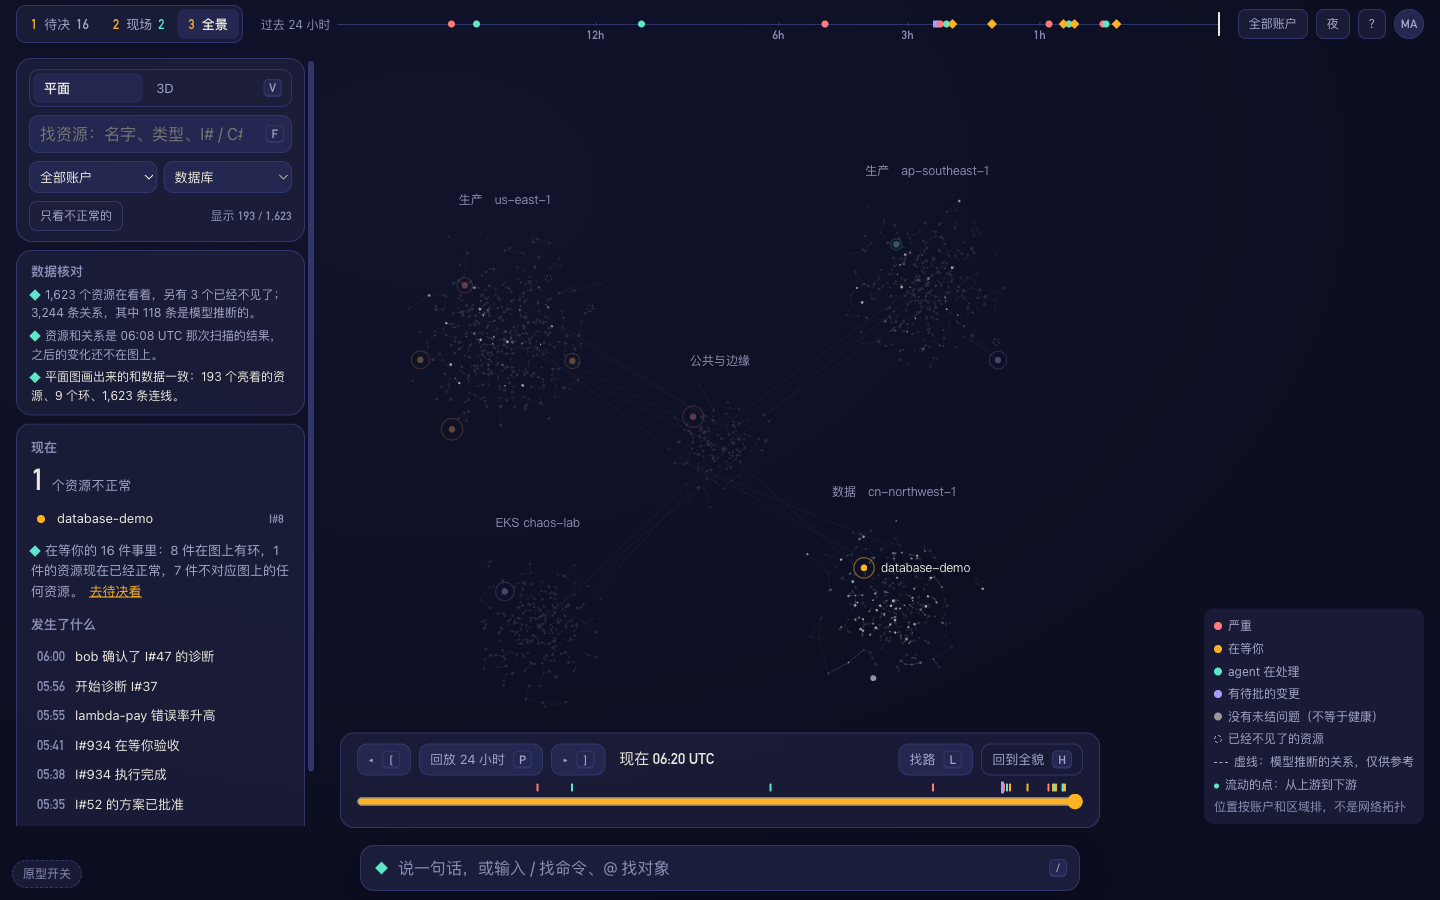 1 待决 16 2 现场 2 3 全景
过去 24 小时
12h 6h 3h 1h
全部账户 夜 ? MA
平面 3D V
找资源：名字、类型、I# / C#
F
全部账户 数据库
只看不正常的 显示 193 / 1,623
数据核对
1,623 个资源在看着，另有 3 个已经不见了；
3,244 条关系，其中 118 条是模型推断的。
资源和关系是 06:08 UTC 那次扫描的结果，
之后的变化还不在图上。
平面图画出来的和数据一致：193 个亮着的资
源、9 个环、1,623 条连线。
现在
1 个资源不正常
database-demo I#8
在等你的 16 件事里：8 件在图上有环，1
件的资源现在已经正常，7 件不对应图上的任
何资源。 去待决看
发生了什么
06:00 bob 确认了 I#47 的诊断
05:56 开始诊断 I#37
05:55 lambda-pay 错误率升高
05:41 I#934 在等你验收
05:38 I#934 执行完成
05:35 I#52 的方案已批准
原型开关
生产 us-east-1
生产 ap-southeast-1
公共与边缘
数据 cn-northwest-1
EKS chaos-lab
database-demo
[ 回放 24 小时 P ] 现在 06:20 UTC 找路 L 回到全貌 H
说一句话，或输入 / 找命令、@ 找对象 /
严重
在等你
agent 在处理
有待批的变更
没有未结问题（不等于健康）
已经不见了的资源
虚线：模型推断的关系，仅供参考
流动的点：从上游到下游
位置按账户和区域排，不是网络拓扑